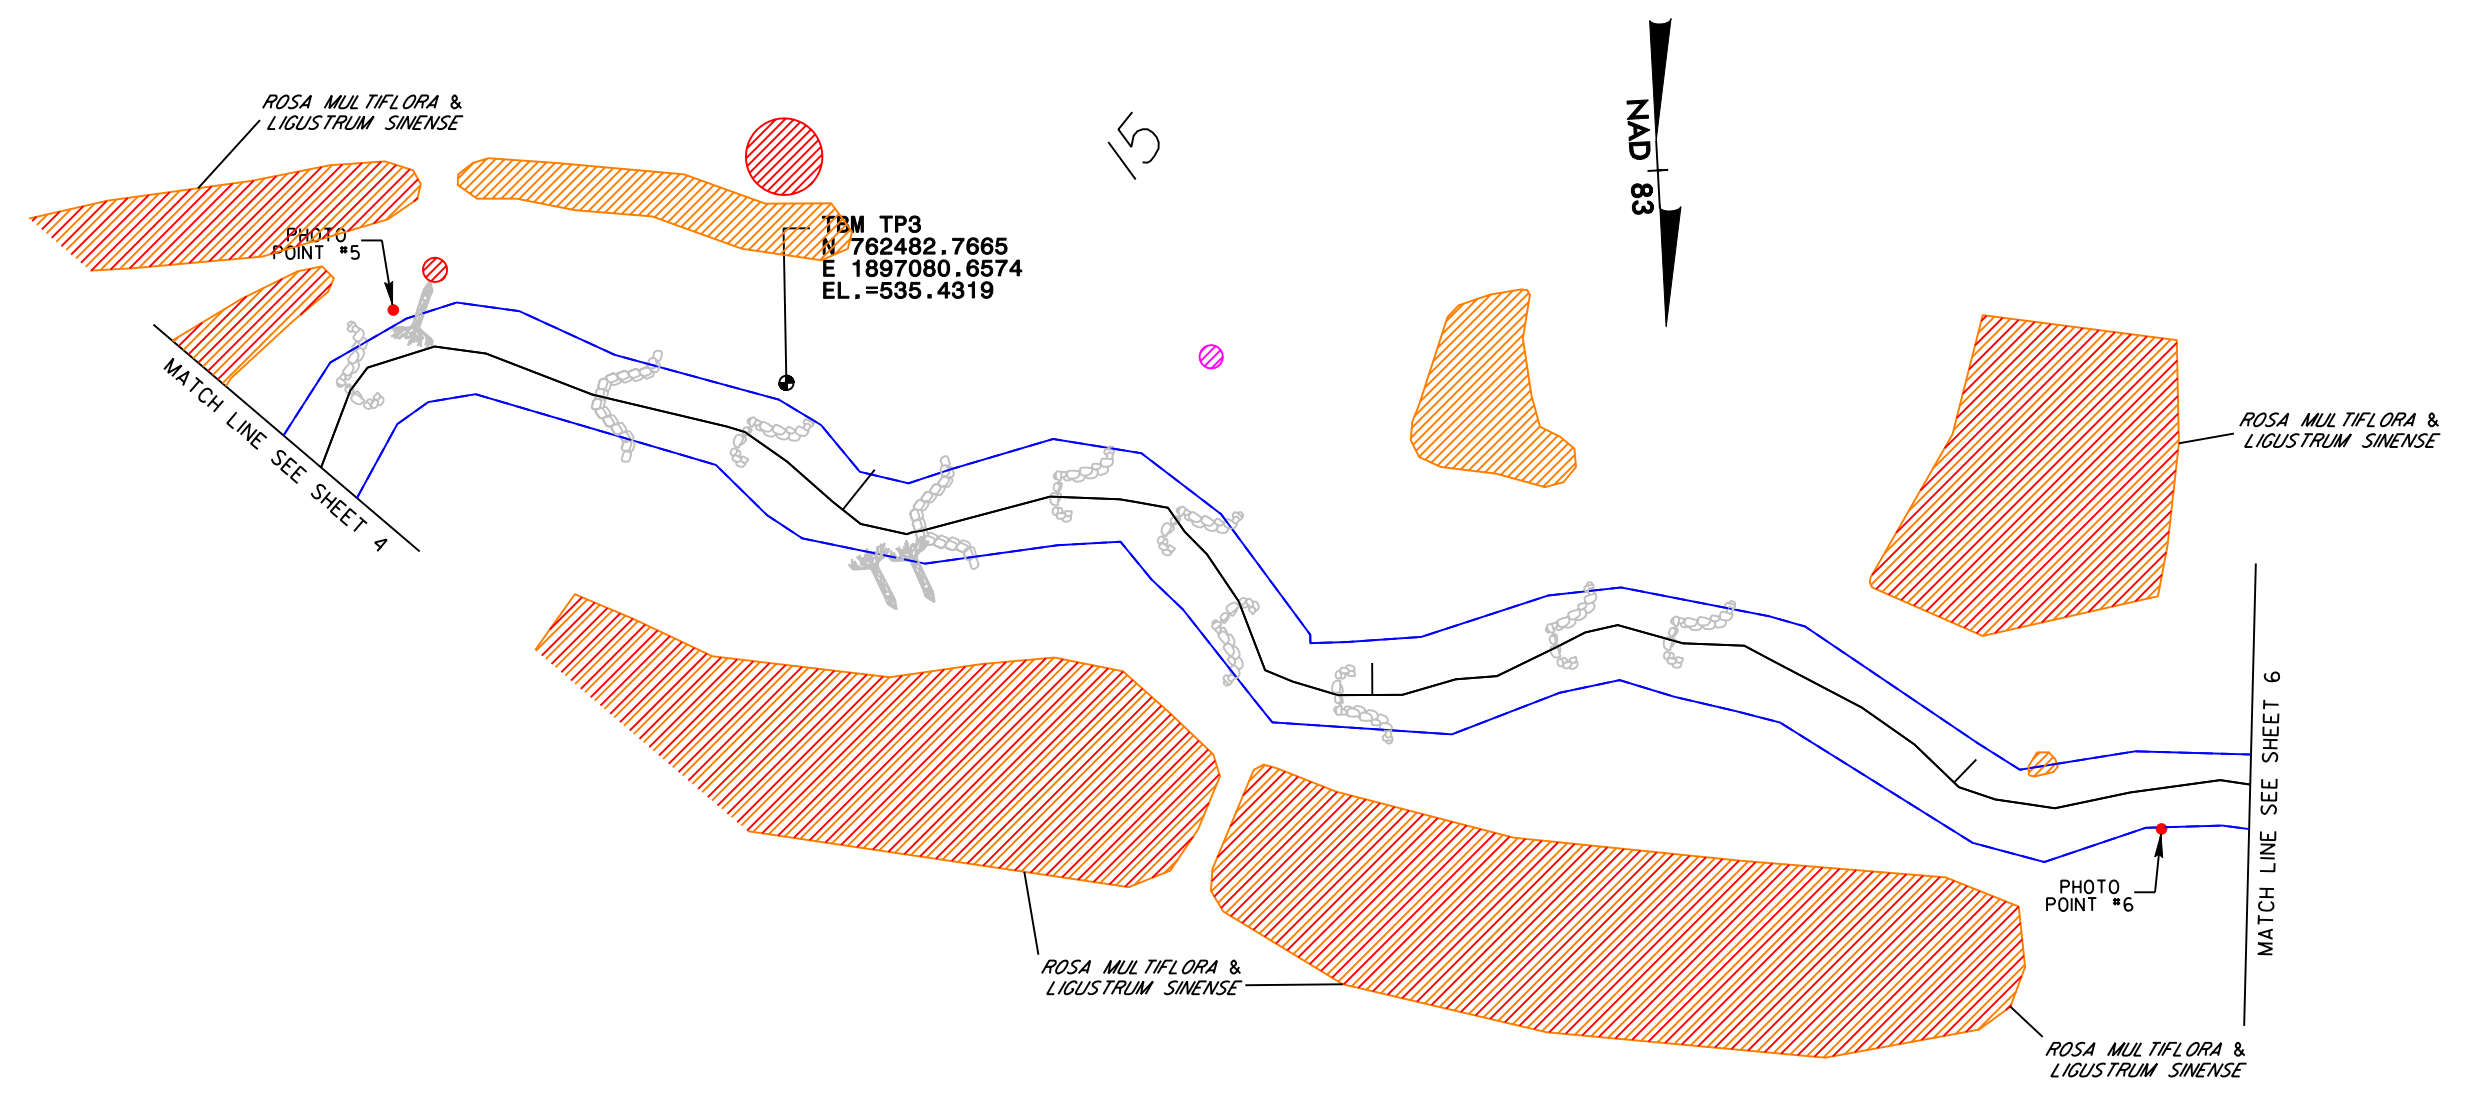 ROSA MULTIFLORA &
LIGUSTRUM SINENSE
PHOTO
POINT #5
TBM TP3
N 762482.7665
E 1897080.6574
EL.=535.4319
15
NAD 83
MATCH LINE SEE SHEET 4
ROSA MULTIFLORA &
LIGUSTRUM SINENSE
MATCH LINE SEE SHEET 6
PHOTO
POINT #6
ROSA MULTIFLORA &
LIGUSTRUM SINENSE
ROSA MULTIFLORA &
LIGUSTRUM SINENSE